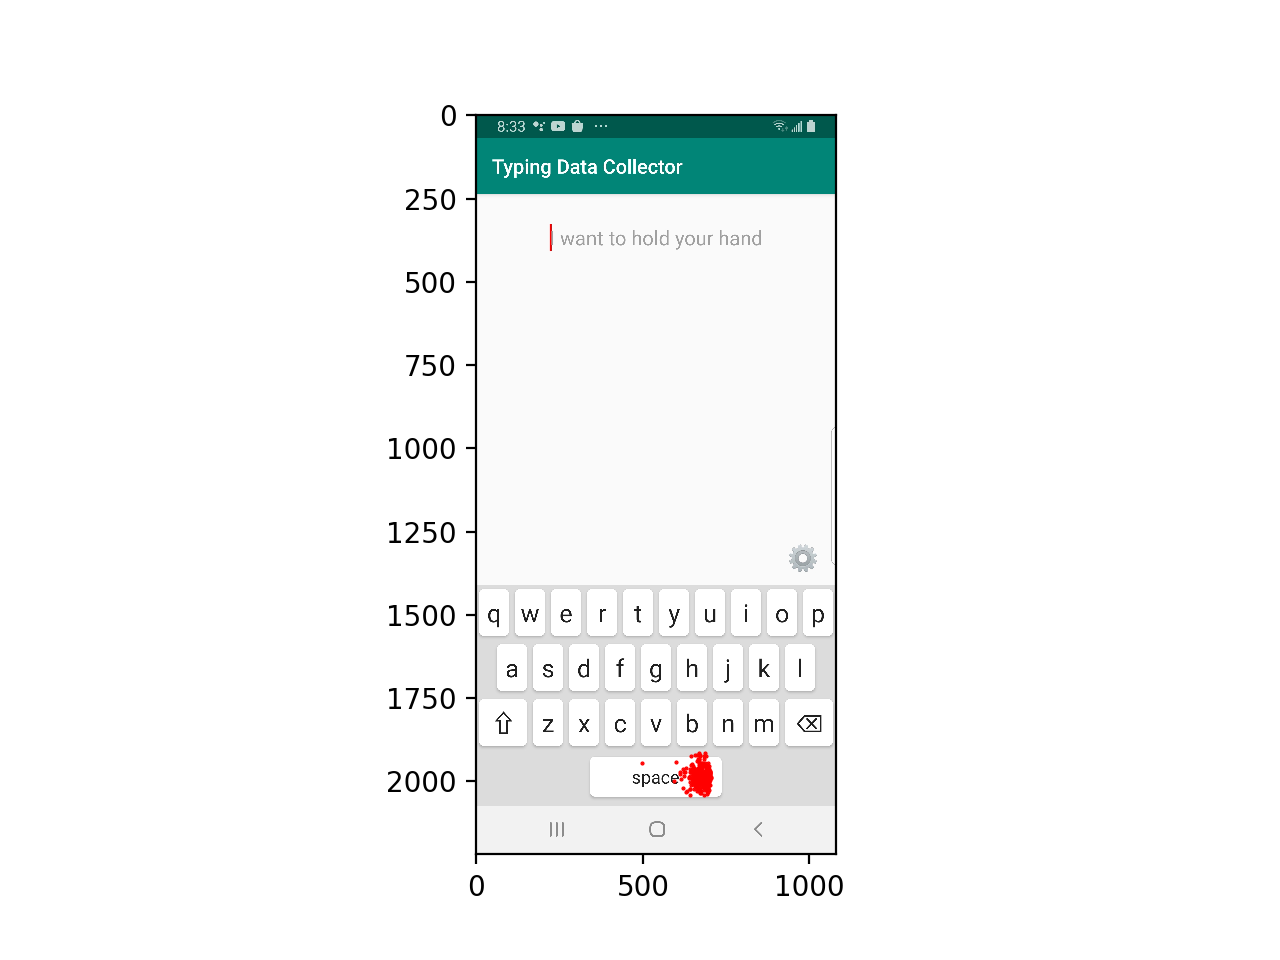 0
8:33
Typing Data Collector
250
want to hold your hand
500
750
1000
1250
q w e r t y u i o p
1500
a s d f g h j k l
1750
z x c v b n m
space
2000
0 500 1000